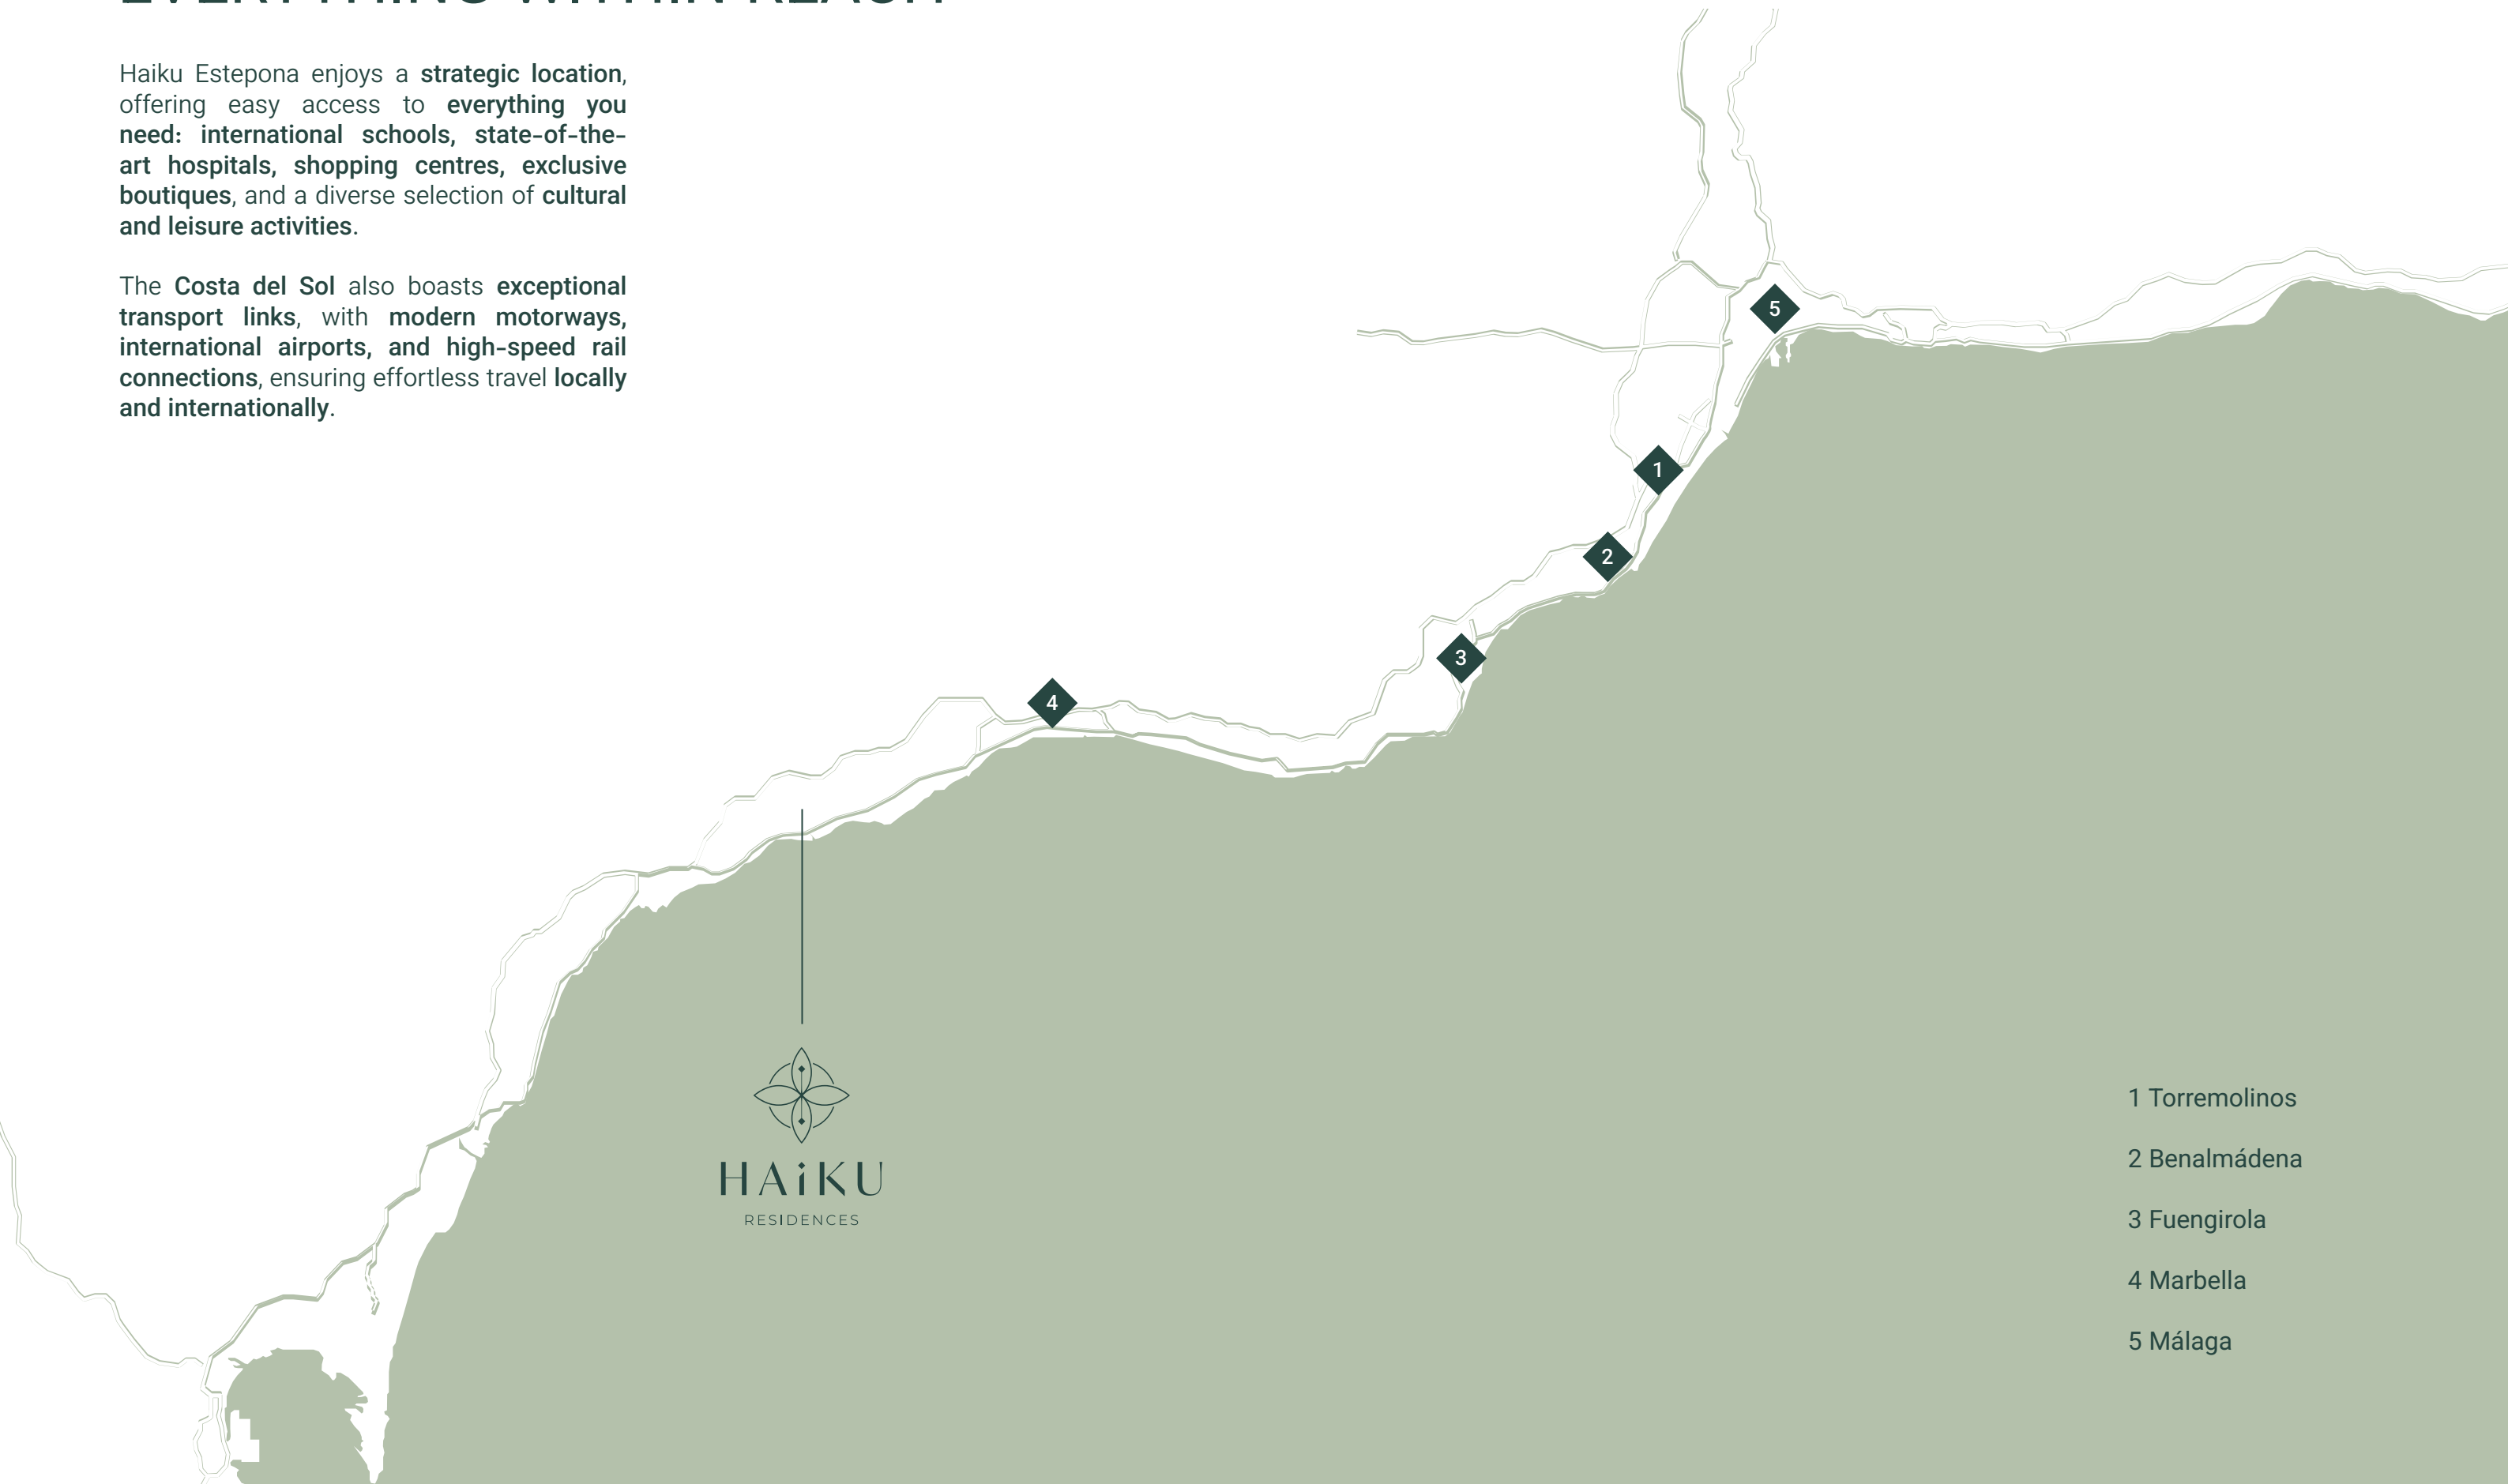 EVERYTHING WITHIN REACH
Haiku Estepona enjoys a strategic location,
offering easy access to everything you
need: international schools, state-of-the-
art hospitals, shopping centres, exclusive
boutiques, and a diverse selection of cultural
and leisure activities.
The Costa del Sol also boasts exceptional
transport links, with modern motorways,
international airports, and high-speed rail
connections, ensuring effortless travel locally
and internationally.
5
1
2
3
4
HAiKU
RESIDENCES
1 Torremolinos
2 Benalmádena
3 Fuengirola
4 Marbella
5 Málaga